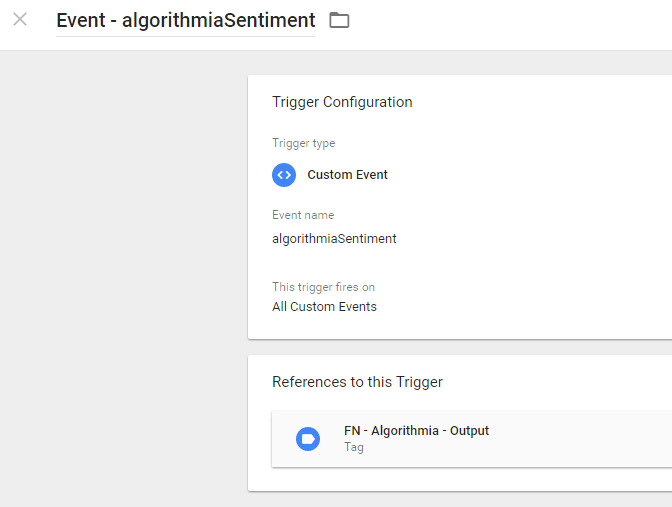 Event - algorithmiaSentiment
Trigger Configuration
Trigger type
Custom Event
Event name
algorithmiaSentiment
This trigger fires on
All Custom Events
References to this Trigger
FN - Algorithmia - Output
Tag